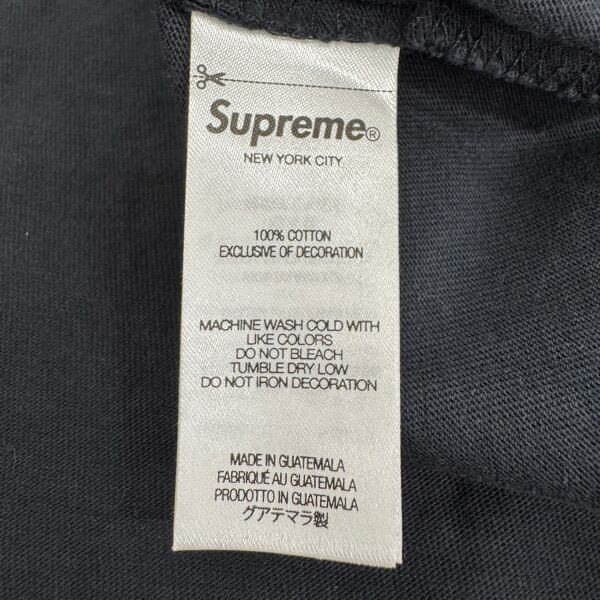 Supreme®
NEW YORK CITY
100% COTTON
EXCLUSIVE OF DECORATION
MACHINE WASH COLD WITH
LIKE COLORS
DO NOT BLEACH
TUMBLE DRY LOW
DO NOT IRON DECORATION
MADE IN GUATEMALA
FABRIQUÉ AU GUATEMALA
PRODOTTO IN GUATEMALA
グアテマラ製